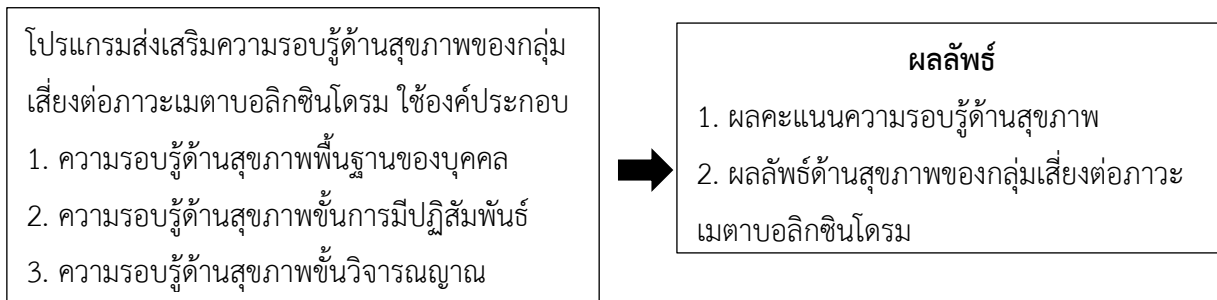 โปรแกรมส่งเสริมความรอบรู้ด้านสุขภาพของกลุ่ม
เสี่ยงต่อภาวะเมตาบอลิกซินโดรม ใช้องค์ประกอบ
1. ความรอบรู้ด้านสุขภาพพื้นฐานของบุคคล
2. ความรอบรู้ด้านสุขภาพขั้นการมีปฏิสัมพันธ์
3. ความรอบรู้ด้านสุขภาพขั้นวิจารณญาณ
ผลลัพธ์
1. ผลคะแนนความรอบรู้ด้านสุขภาพ
2. ผลลัพธ์ด้านสุขภาพของกลุ่มเสี่ยงต่อภาวะ
เมตาบอลิกซินโดรม